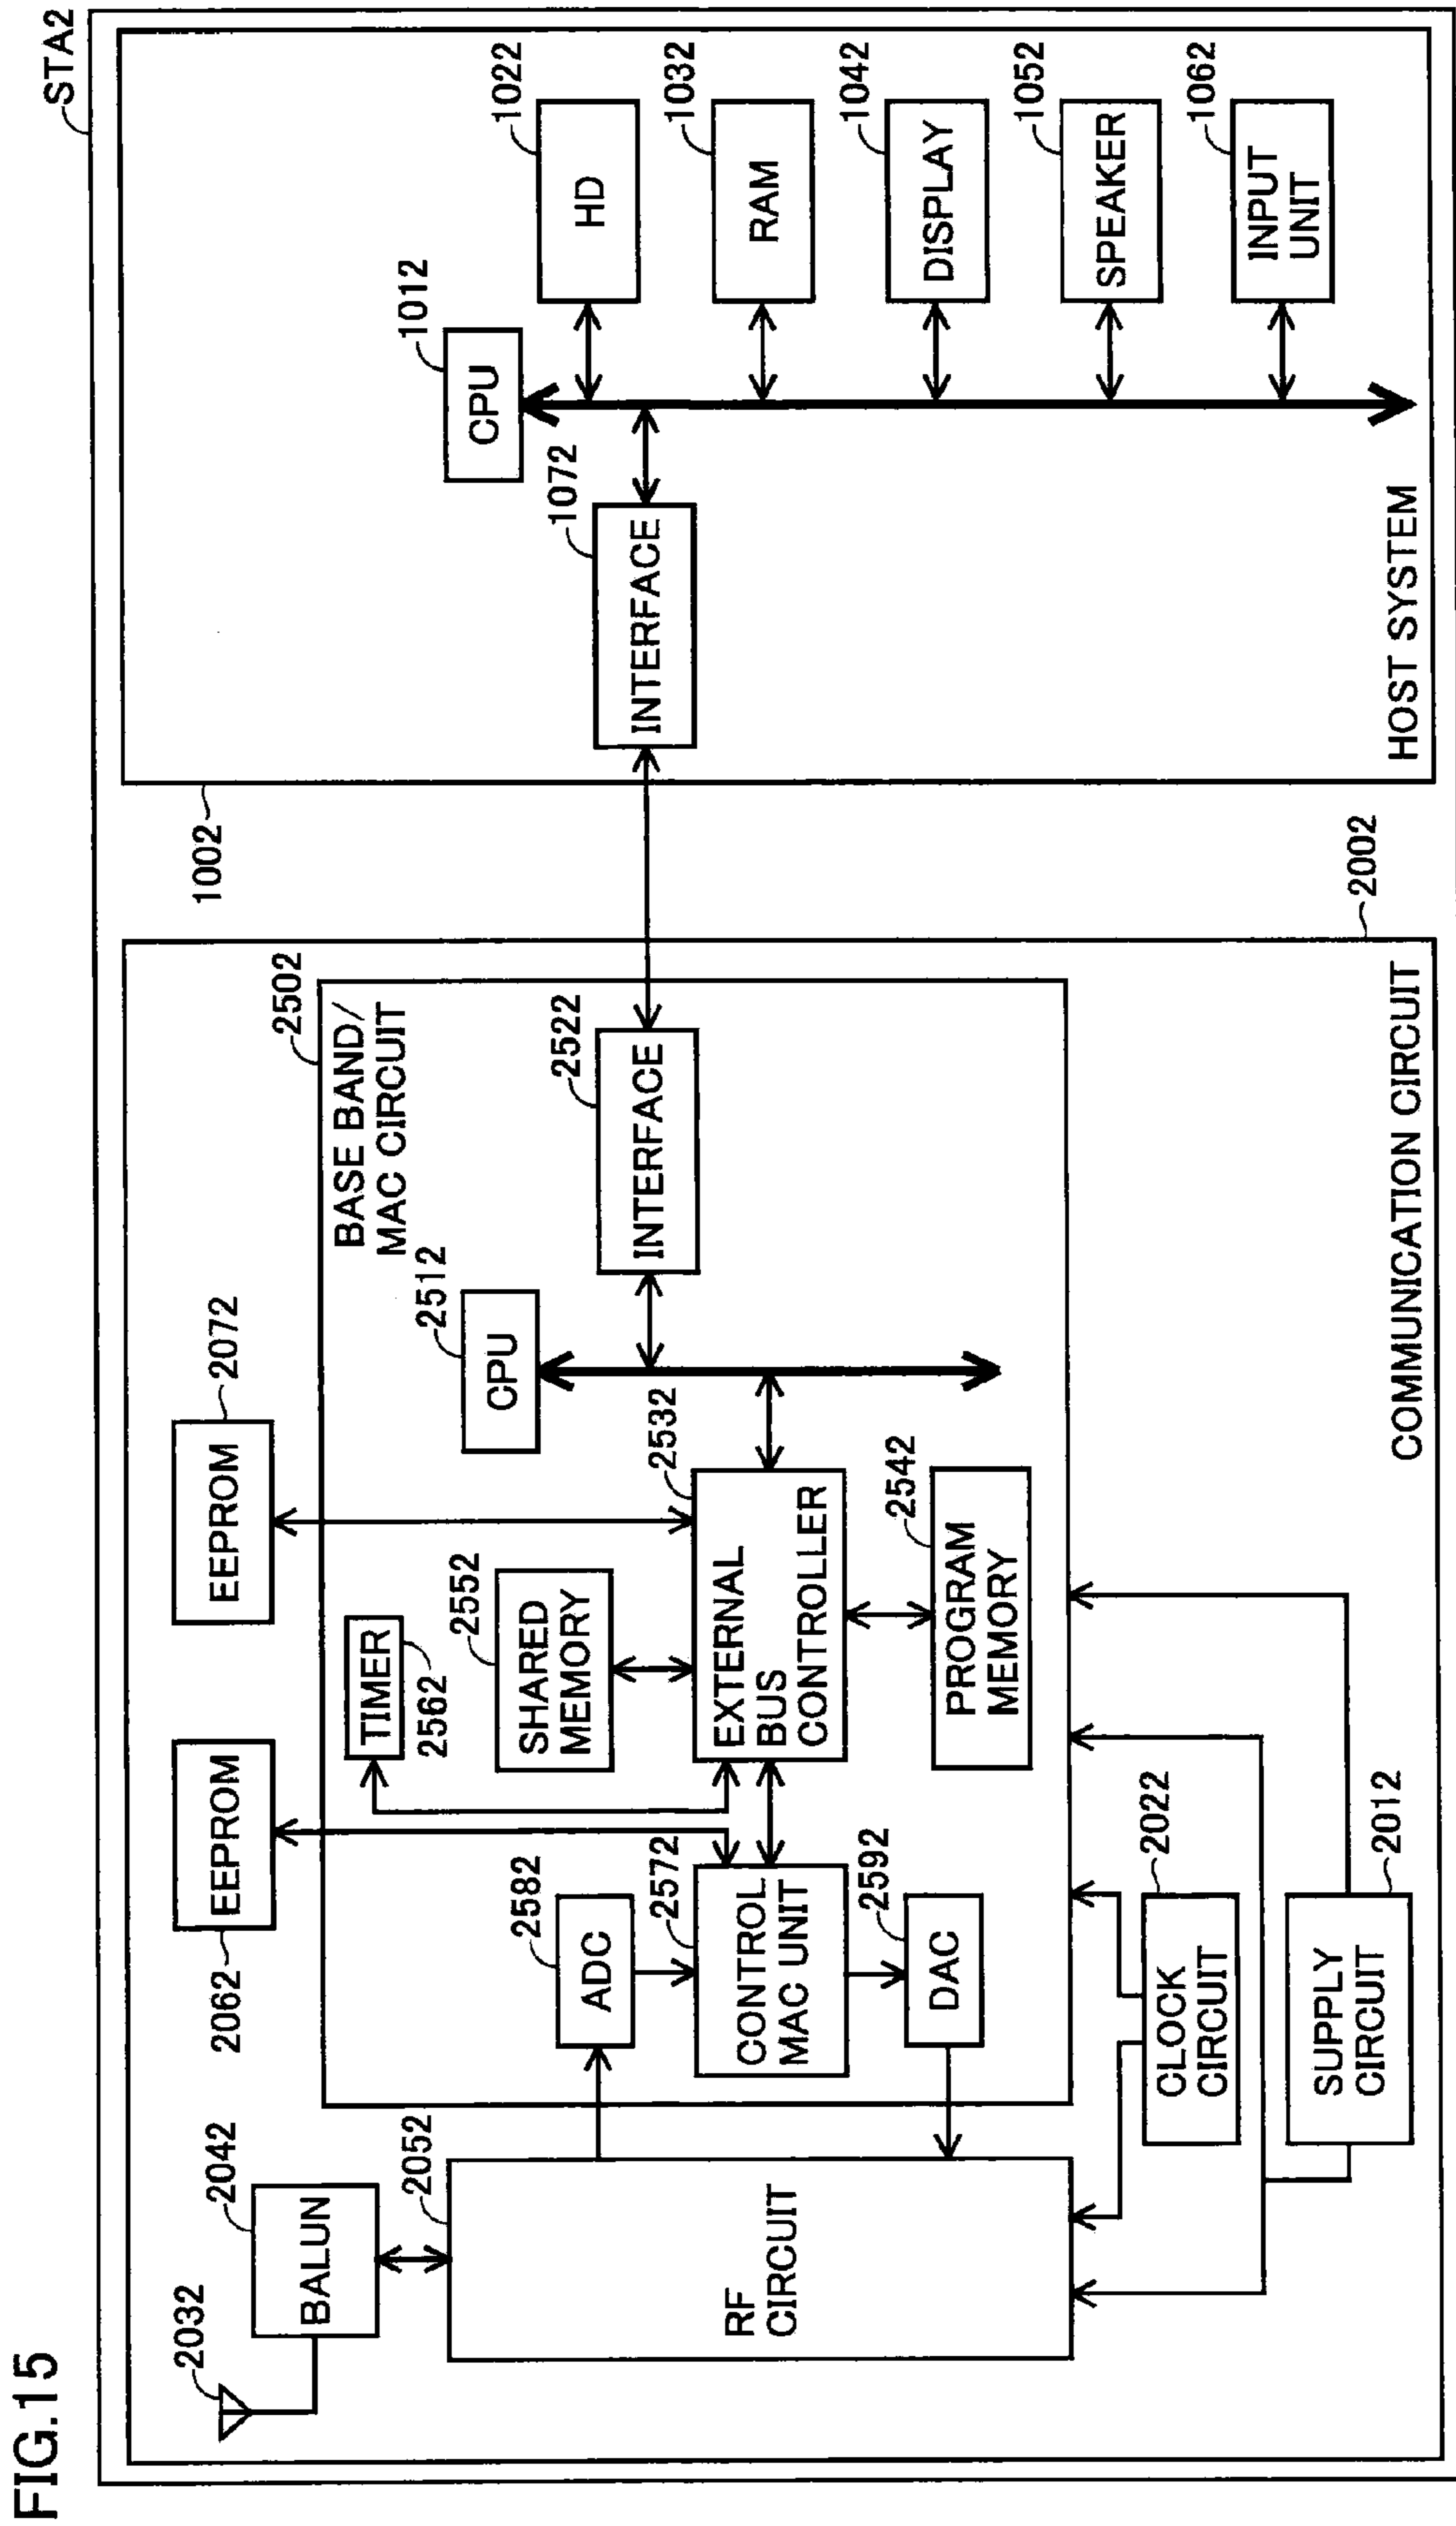 FIG.15
STA2
2032
2042
BALUN
2052
RF
CIRCUIT
2062
EEPROM
2072
EEPROM
2502
BASE BAND/
MAC CIRCUIT
TIMER
2562
2552
SHARED
MEMORY
2512
CPU
2582
ADC
2572
CONTROL
MAC UNIT
2592
DAC
2532
EXTERNAL
BUS
CONTROLLER
2542
PROGRAM
MEMORY
2522
INTERFACE
2022
CLOCK
CIRCUIT
2012
SUPPLY
CIRCUIT
COMMUNICATION CIRCUIT
2002
1002
1072
INTERFACE
1012
CPU
1022
HD
1032
RAM
1042
DISPLAY
1052
SPEAKER
1062
INPUT
UNIT
HOST SYSTEM